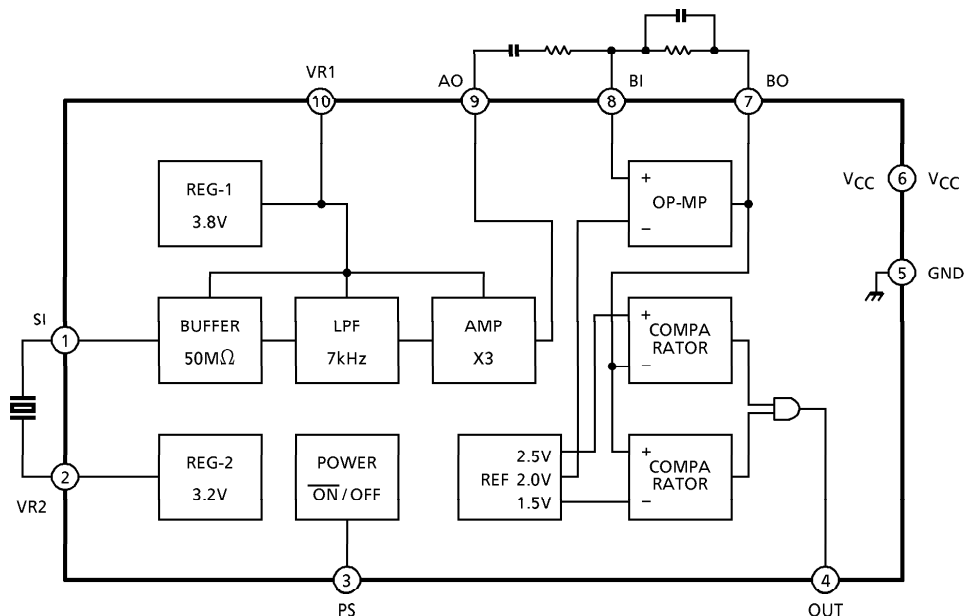 VR1
AO
BI
BO
10
9
8
7
REG-1
3.8V
+
OP-MP
−
VCC
6
VCC
5
GND
SI
1
BUFFER
50MΩ
LPF
7kHz
AMP
X3
+
COMPA
RATOR
−
2
VR2
REG-2
3.2V
POWER
ON / OFF
2.5V
REF 2.0V
1.5V
+
COMPA
RATOR
−
3
PS
4
OUT